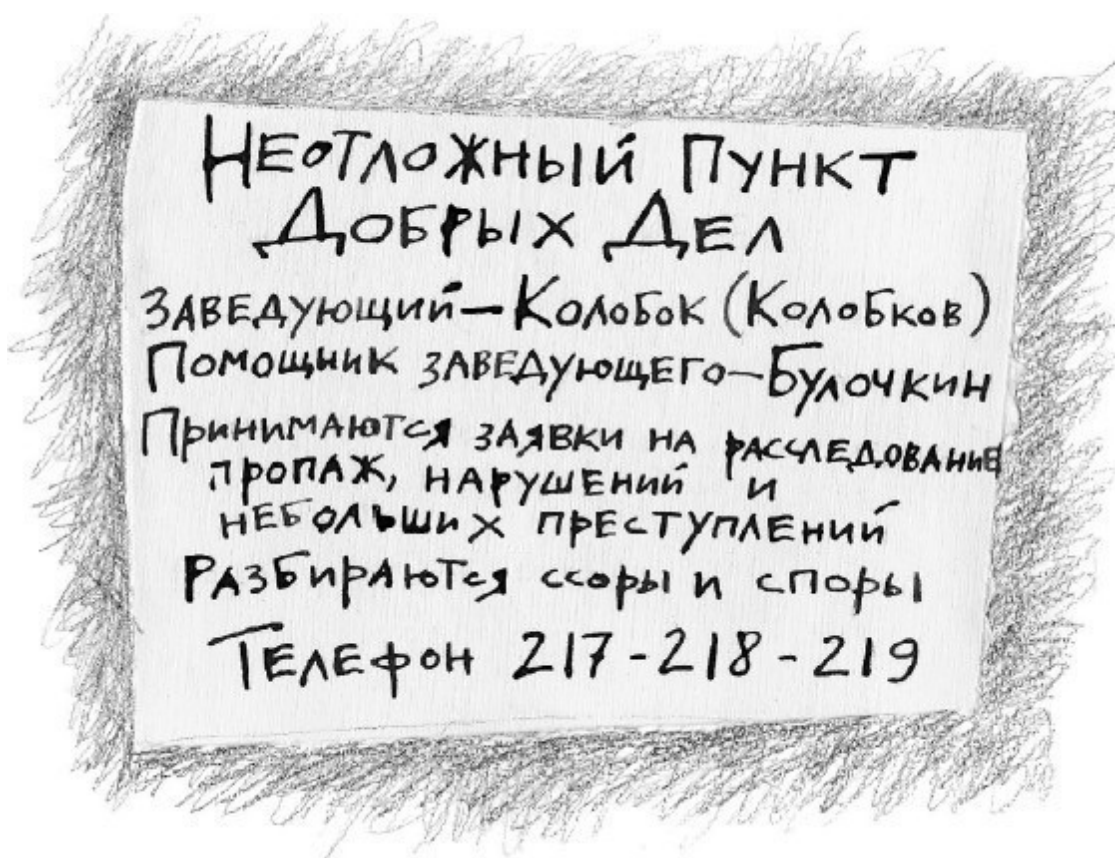 Неотложный Пункт
Добрых Дел
Заведующий – Колобок (Колобков)
Помощник заведующего – Булочкин
Принимаются заявки на расследование
пропаж, нарушений и
небольших преступлений
Разбираются ссоры и споры
Телефон 217-218-219